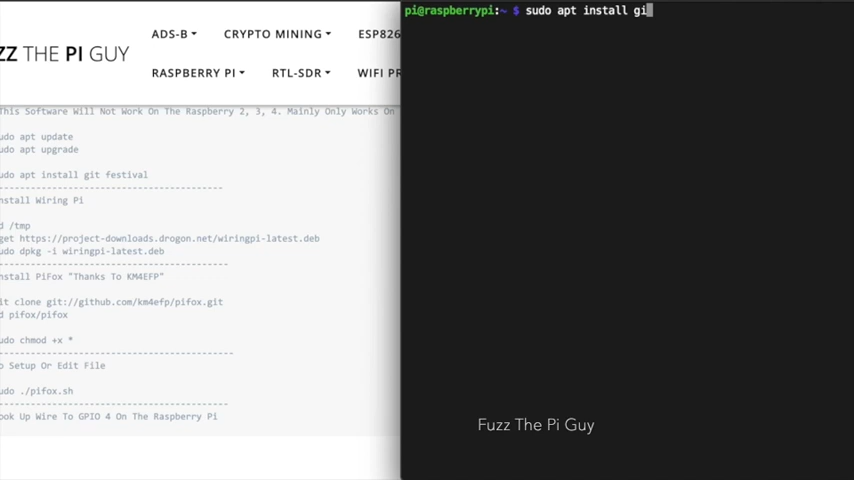 ADS-B
CRYPTO MINING
ESP826
ZZ THE PI GUY
RASPBERRY PI
RTL-SDR
WIFI PR
This Software Will Not Work On The Raspberry 2, 3, 4. Mainly Only Works On
udo apt update
udo apt upgrade
udo apt install git festival
----------------------------------------------
nstall Wiring Pi
d /tmp
get https://project-downloads.drogon.net/wiringpi-latest.deb
udo dpkg -i wiringpi-latest.deb
-----------------------------------------------
nstall PiFox "Thanks To KM4EFP"
it clone git://github.com/km4efp/pifox.git
d pifox/pifox
udo chmod +x *
------------------------------------------------
o Setup Or Edit File
udo ./pifox.sh
-----------------------------------------------
ook Up Wire To GPIO 4 On The Raspberry Pi
pi@raspberrypi:~ $ sudo apt install gi
Fuzz The Pi Guy